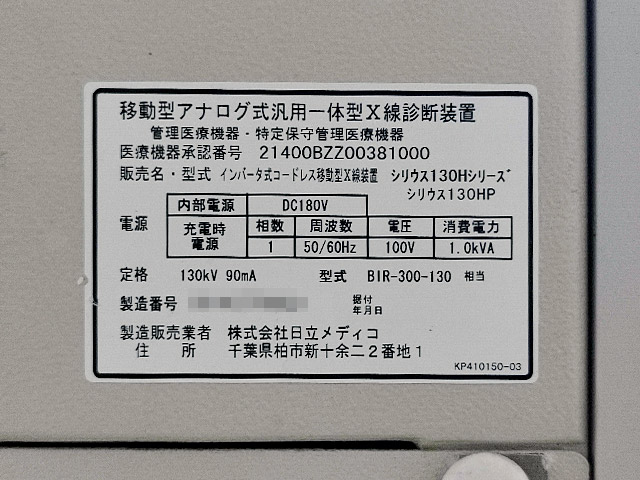 移動型アナログ式汎用一体型X線診断装置
管理医療機器・特定保守管理医療機器
医療機器承認番号 21400BZZ00381000
販売名・型式 インバータ式コードレス移動型X線装置 シリウス130Hシリーズ
シリウス130HP
電源
内部電源 DC180V
充電時電源 相数 周波数 電圧 消費電力
1 50/60Hz 100V 1.0kVA
定格 130kV 90mA 型式 BIR-300-130 相当
製造番号 据付年月日
製造販売業者 株式会社日立メディコ
住所 千葉県柏市新十余二2番地1
KP410150-03